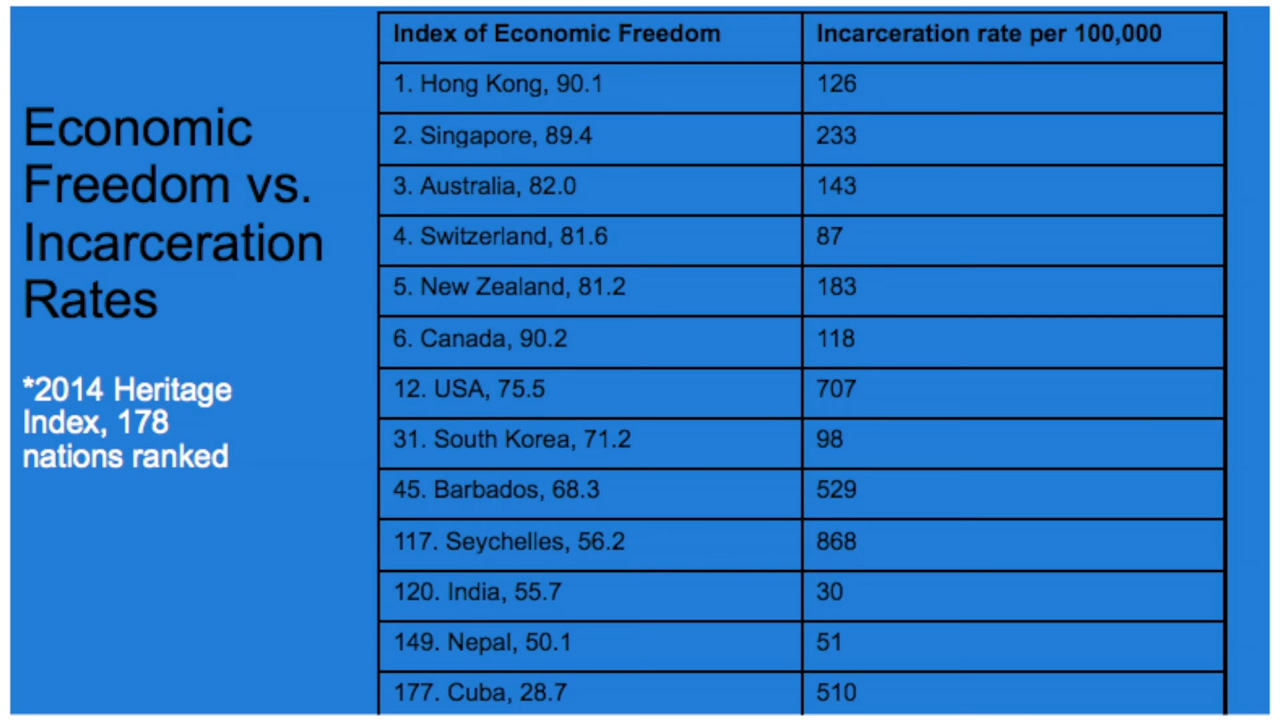 Economic
Freedom vs.
Incarceration
Rates
*2014 Heritage
Index, 178
nations ranked
Index of Economic Freedom Incarceration rate per 100,000
1. Hong Kong, 90.1 126
2. Singapore, 89.4 233
3. Australia, 82.0 143
4. Switzerland, 81.6 87
5. New Zealand, 81.2 183
6. Canada, 90.2 118
12. USA, 75.5 707
31. South Korea, 71.2 98
45. Barbados, 68.3 529
117. Seychelles, 56.2 868
120. India, 55.7 30
149. Nepal, 50.1 51
177. Cuba, 28.7 510